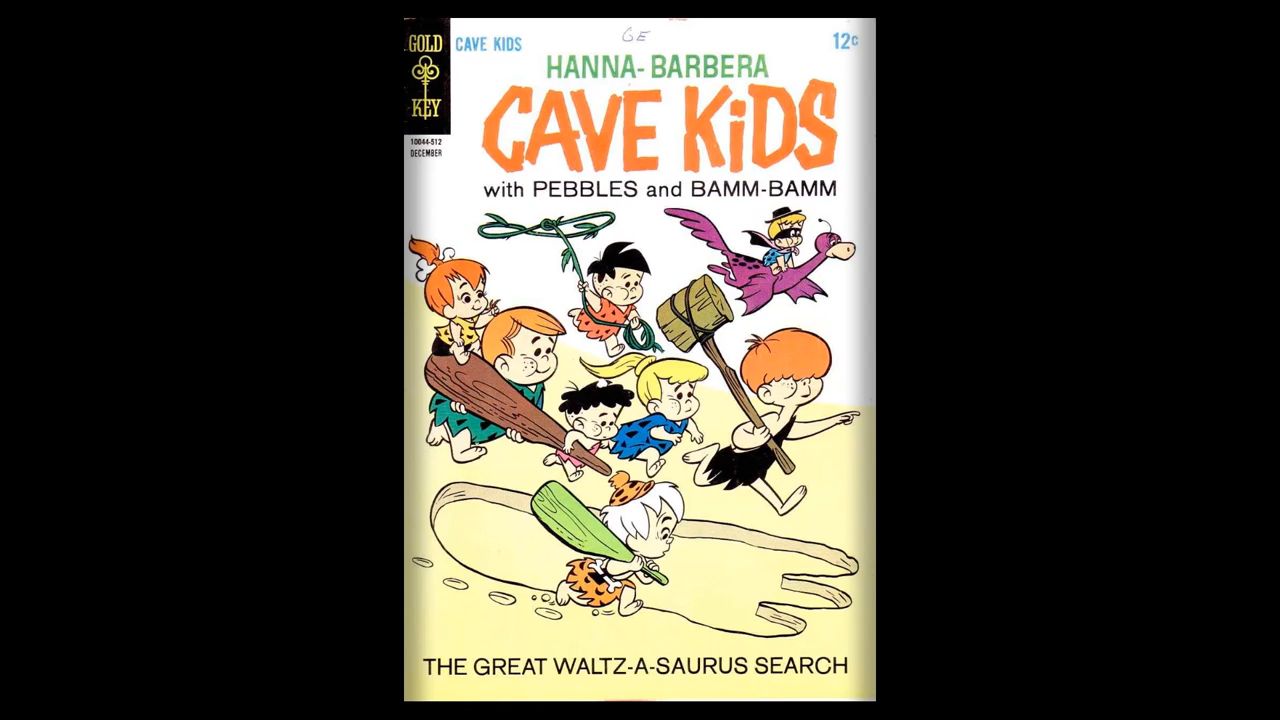 GOLD
KEY
CAVE KIDS
GE
12¢
10044-512
DECEMBER
HANNA-BARBERA
CAVE KiDS
with PEBBLES and BAMM-BAMM
THE GREAT WALTZ-A-SAURUS SEARCH